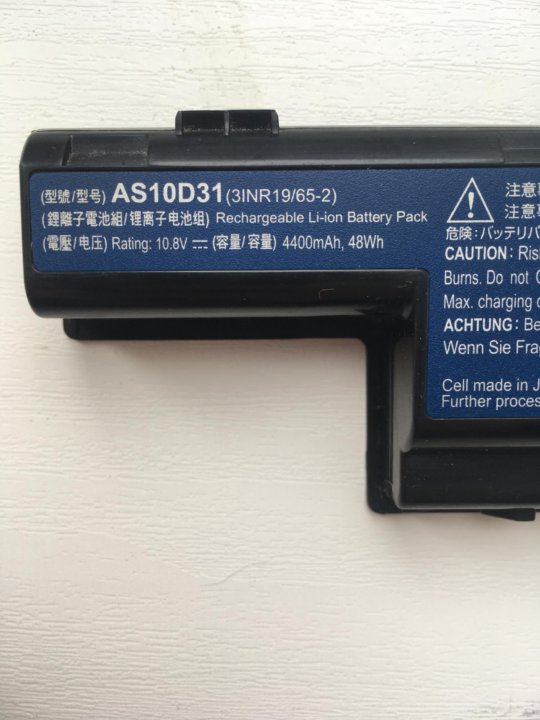 (型號/型号) AS10D31(3INR19/65-2)
(鋰離子電池組/锂离子电池组) Rechargeable Li-ion Battery Pack
(電壓/电压) Rating: 10.8V ⎓ (容量/容量) 4400mAh, 48Wh
注意
注意
危険：バッテリ
CAUTION: Ris
Burns. Do not
Max. charging
ACHTUNG: Be
Wenn Sie Fra
Cell made in J
Further proces